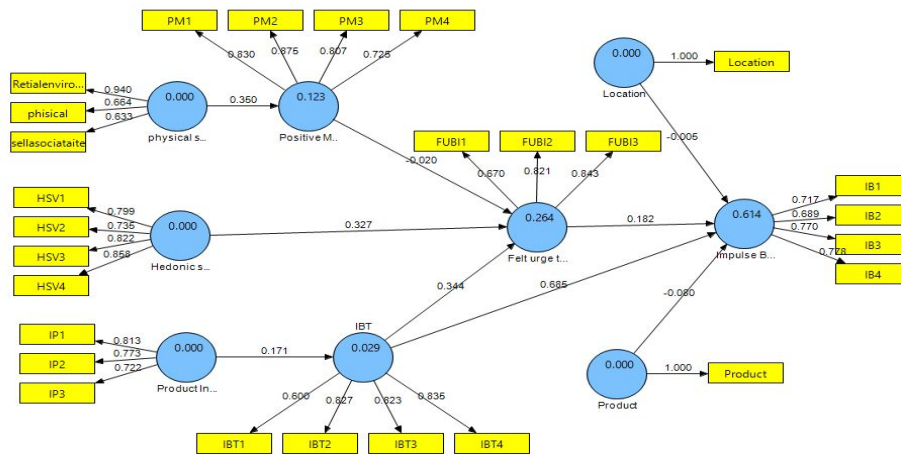 PM1
PM2
PM3
PM4
0.830
0.875
0.807
0.725
Retialenviro...
phisical
sellasociataite
0.940
0.664
0.633
0.000
physical s...
0.350
0.123
Positive M...
-0.020
0.000
Location
1.000
Location
-0.005
FUBI1
FUBI2
FUBI3
0.670
0.821
0.843
HSV1
HSV2
HSV3
HSV4
0.799
0.735
0.822
0.858
0.000
Hedonic s...
0.327
0.264
Felt urge t...
0.182
0.614
Impulse B...
0.717
0.689
0.770
0.778
IB1
IB2
IB3
IB4
0.344
0.685
-0.080
IP1
IP2
IP3
0.813
0.773
0.722
0.000
Product In...
0.171
IBT
0.029
0.600
0.827
0.823
0.835
IBT1
IBT2
IBT3
IBT4
0.000
Product
1.000
Product